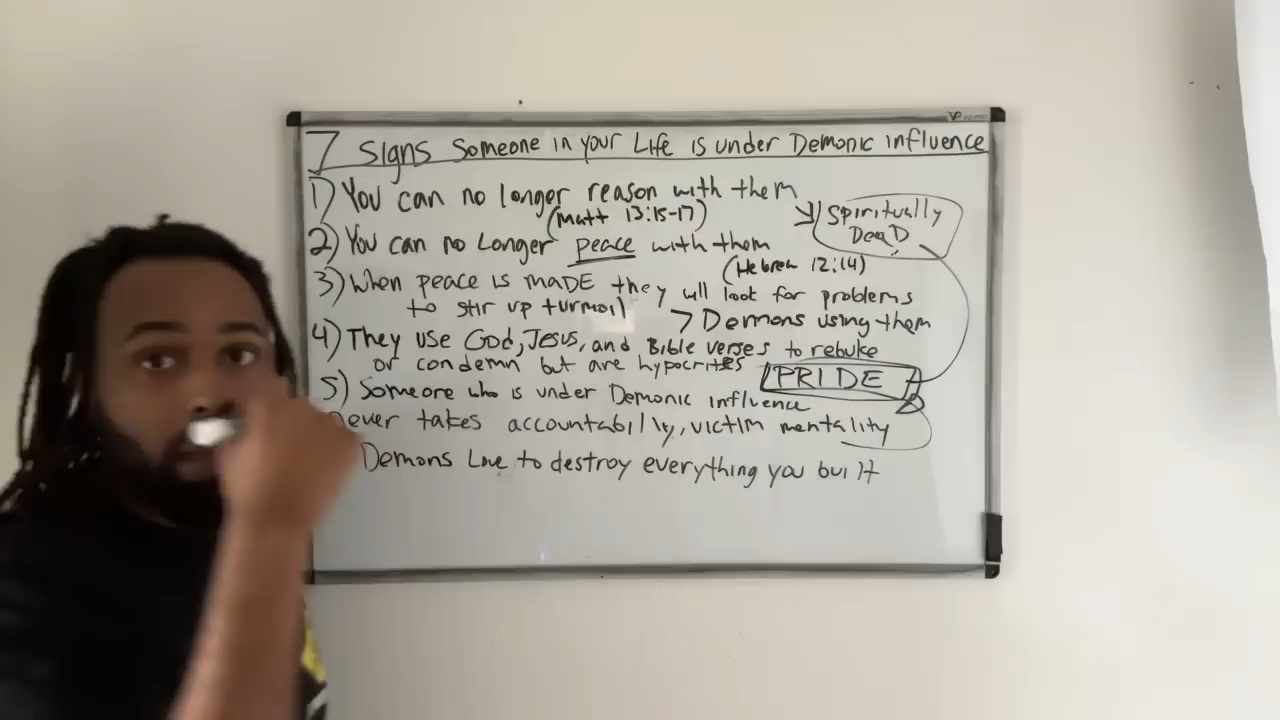 7 Signs Someone in your Life is under Demonic influence
1) You can no longer reason with them
(Matt 13:15-17)
Spiritually
DeaD
2) You can no Longer peace with them
(Hebrew 12:14)
3) When peace is maDE they will look for problems
to stir up turmoil
> Demons using them
4) They use God, Jesus, and Bible verses to rebuke
or condemn but are hypocrites
PRIDE
5) Someone who is under Demonic influence
never takes accountability, victim mentality
Demons Love to destroy everything you built